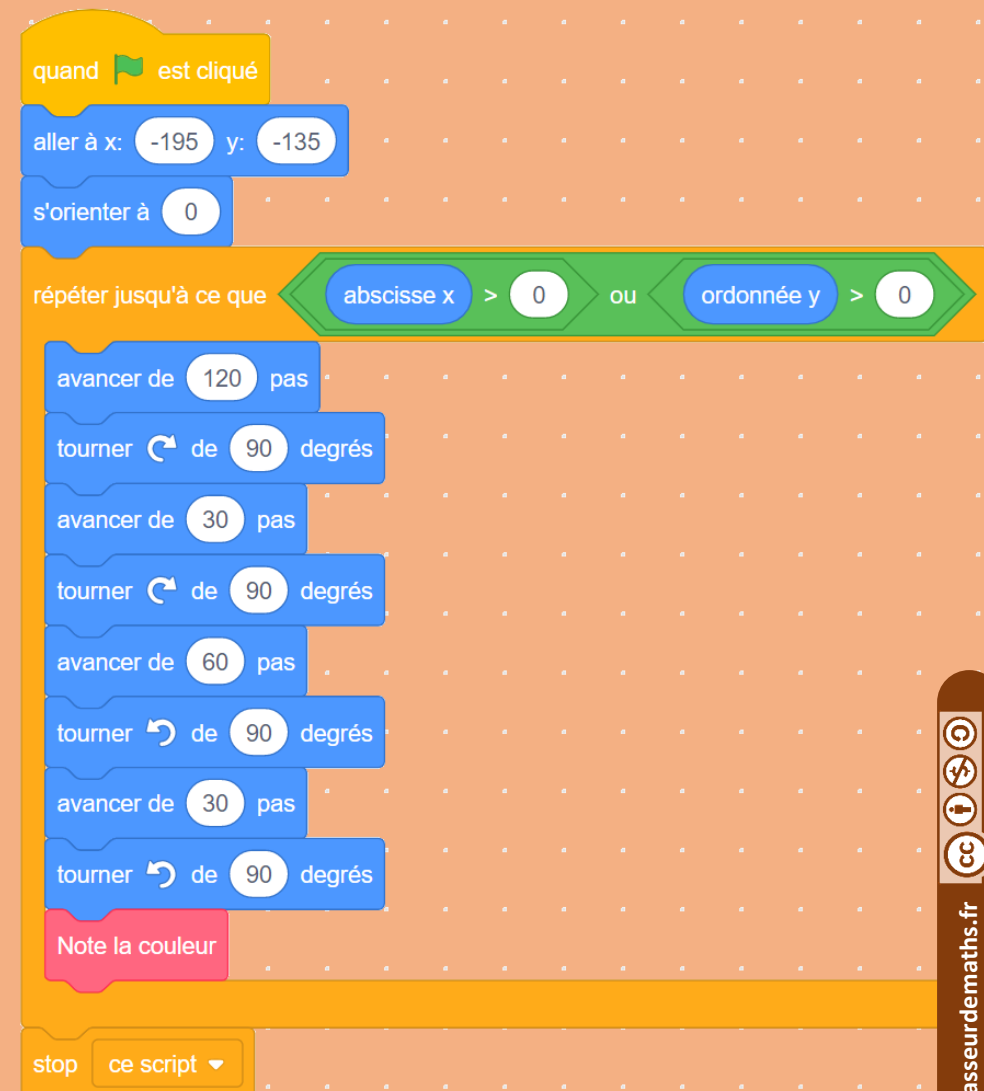 quand est cliqué
aller à x: -195 y: -135
s'orienter à 0
répéter jusqu'à ce que abscisse x > 0 ou ordonnée y > 0
avancer de 120 pas
tourner de 90 degrés
avancer de 30 pas
tourner de 90 degrés
avancer de 60 pas
tourner de 90 degrés
avancer de 30 pas
tourner de 90 degrés
Note la couleur
stop ce script
asseurdemaths.fr
cc